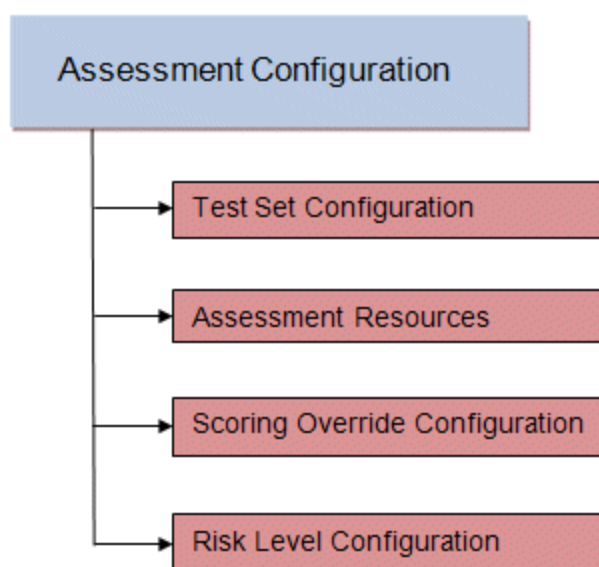 Assessment Configuration
Test Set Configuration
Assessment Resources
Scoring Override Configuration
Risk Level Configuration